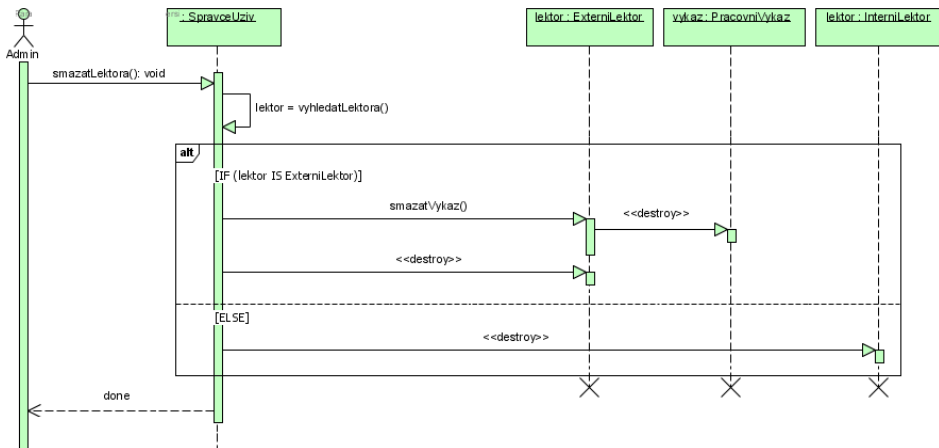 : SpravceUziv
lektor : ExterniLektor
vykaz : PracovniVykaz
lektor : InterniLektor
Admin
smazatLektora(): void
lektor = vyhledatLektora()
alt
[IF (lektor IS ExterniLektor)]
smazatVykaz()
<<destroy>>
<<destroy>>
[ELSE]
<<destroy>>
done